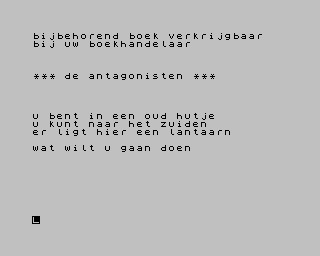 bijbehorend boek verkrijgbaar
bij uw boekhandelaar
*** de antagonisten ***
u bent in een oud hutje
u kunt naar het zuiden
er ligt hier een lantaarn
wat wilt u gaan doen
L